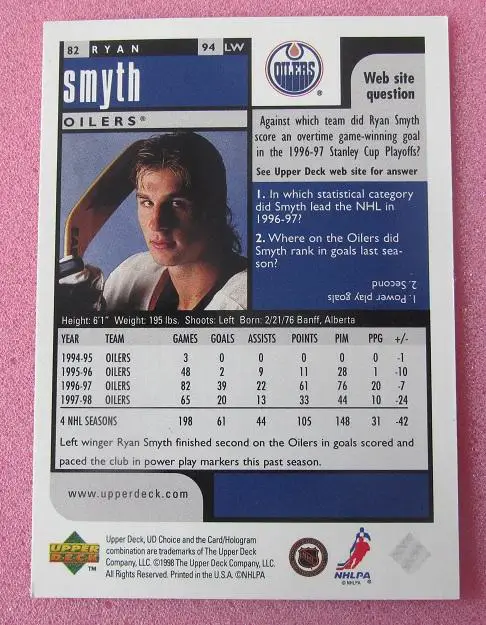 82 RYAN 94 LW
smyth
OILERS®
OILERS
®
Web site
question
Against which team did Ryan Smyth
score an overtime game-winning goal
in the 1996-97 Stanley Cup Playoffs?
See Upper Deck web site for answer
1. In which statistical category
did Smyth lead the NHL in
1996-97?
2. Where on the Oilers did
Smyth rank in goals last sea-
son?
1. Power play goals
2. Second
Height: 6'1" Weight: 195 lbs. Shoots: Left Born: 2/21/76 Banff, Alberta
YEAR TEAM GAMES GOALS ASSISTS POINTS PIM PPG +/-
1994-95 OILERS 3 0 0 0 0 0 -1
1995-96 OILERS 48 2 9 11 28 1 -10
1996-97 OILERS 82 39 22 61 76 20 -7
1997-98 OILERS 65 20 13 33 44 10 -24
4 NHL SEASONS 198 61 44 105 148 31 -42
Left winger Ryan Smyth finished second on the Oilers in goals scored and
paced the club in power play markers this past season.
www.upperdeck.com
UPPER
DECK
™
Upper Deck, UD Choice and the Card/Hologram
combination are trademarks of The Upper Deck
Company, LLC. ©1998 The Upper Deck Company, LLC.
All Rights Reserved. Printed in the U.S.A. ©NHLPA
NHL
NHLPA
© NHLPA